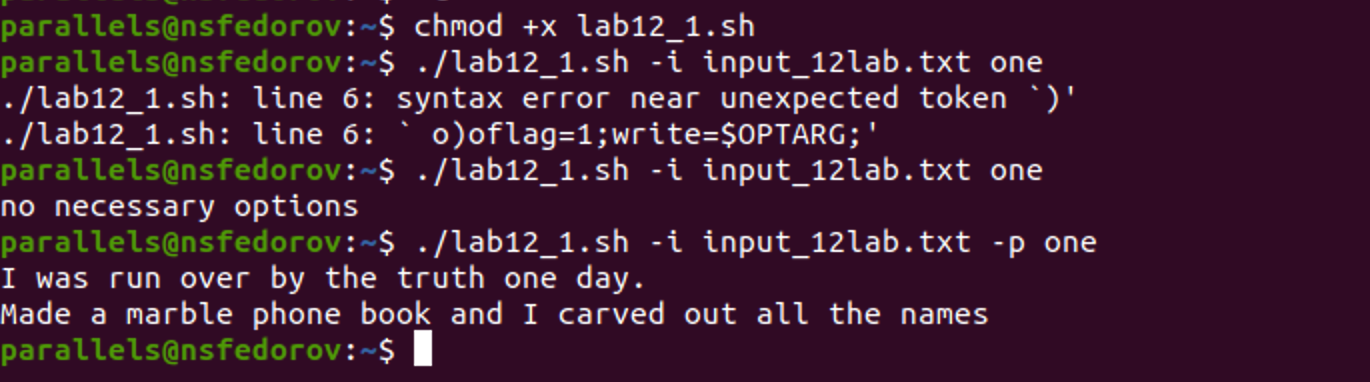 parallels@nsfedorov:~$ chmod +x lab12_1.sh
parallels@nsfedorov:~$ ./lab12_1.sh -i input_12lab.txt one
./lab12_1.sh: line 6: syntax error near unexpected token `)'
./lab12_1.sh: line 6: ` o)oflag=1;write=$OPTARG;'
parallels@nsfedorov:~$ ./lab12_1.sh -i input_12lab.txt one
no necessary options
parallels@nsfedorov:~$ ./lab12_1.sh -i input_12lab.txt -p one
I was run over by the truth one day.
Made a marble phone book and I carved out all the names
parallels@nsfedorov:~$